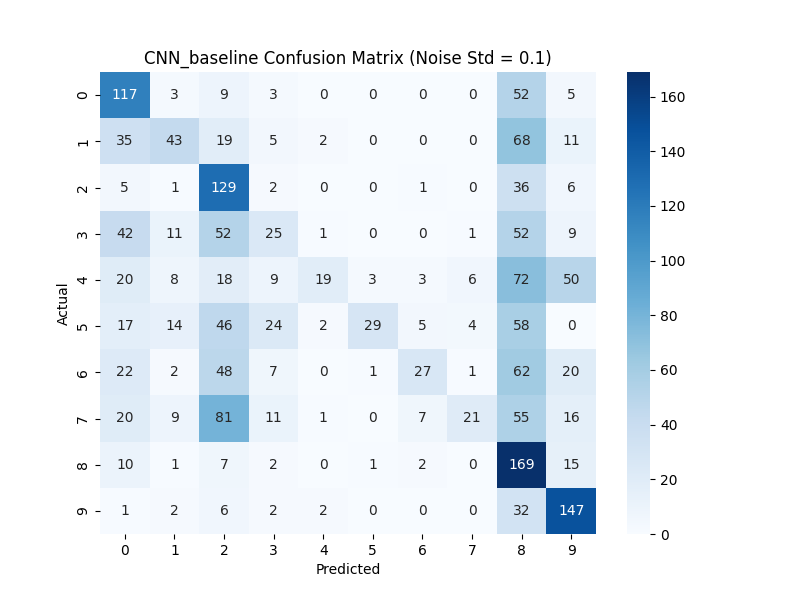 CNN_baseline Confusion Matrix (Noise Std = 0.1)
0 117 3 9 3 0 0 0 0 52 5
1 35 43 19 5 2 0 0 0 68 11
2 5 1 129 2 0 0 1 0 36 6
3 42 11 52 25 1 0 0 1 52 9
4 20 8 18 9 19 3 3 6 72 50
5 17 14 46 24 2 29 5 4 58 0
6 22 2 48 7 0 1 27 1 62 20
7 20 9 81 11 1 0 7 21 55 16
8 10 1 7 2 0 1 2 0 169 15
9 1 2 6 2 2 0 0 0 32 147
0 1 2 3 4 5 6 7 8 9
Actual
Predicted
160
140
120
100
80
60
40
20
0